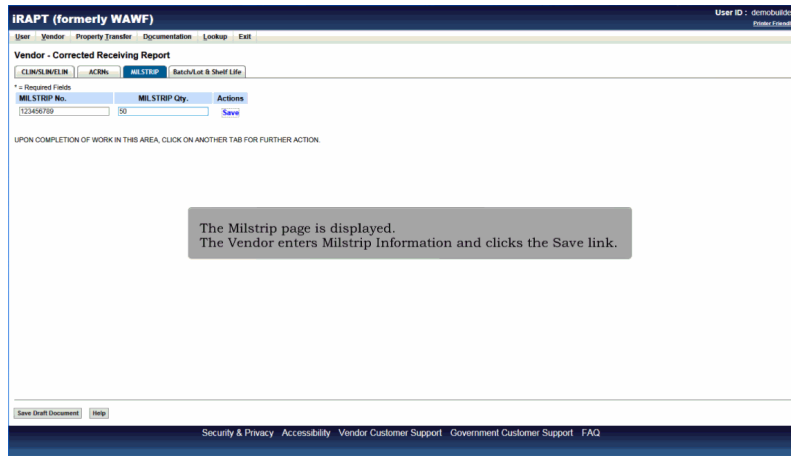 iRAPT (formerly WAWF)
User ID : demobuilde
Printer Friend
User Vendor Property Transfer Documentation Lookup Exit
Vendor - Corrected Receiving Report
CLIN/SLIN/ELIN ACRNs MILSTRIP Batch/Lot & Shelf Life
* = Required Fields
MILSTRIP No. MILSTRIP Qty. Actions
123456789 50 Save
UPON COMPLETION OF WORK IN THIS AREA, CLICK ON ANOTHER TAB FOR FURTHER ACTION.
The Milstrip page is displayed.
The Vendor enters Milstrip Information and clicks the Save link.
Save Draft Document Help
Security & Privacy Accessibility Vendor Customer Support Government Customer Support FAQ